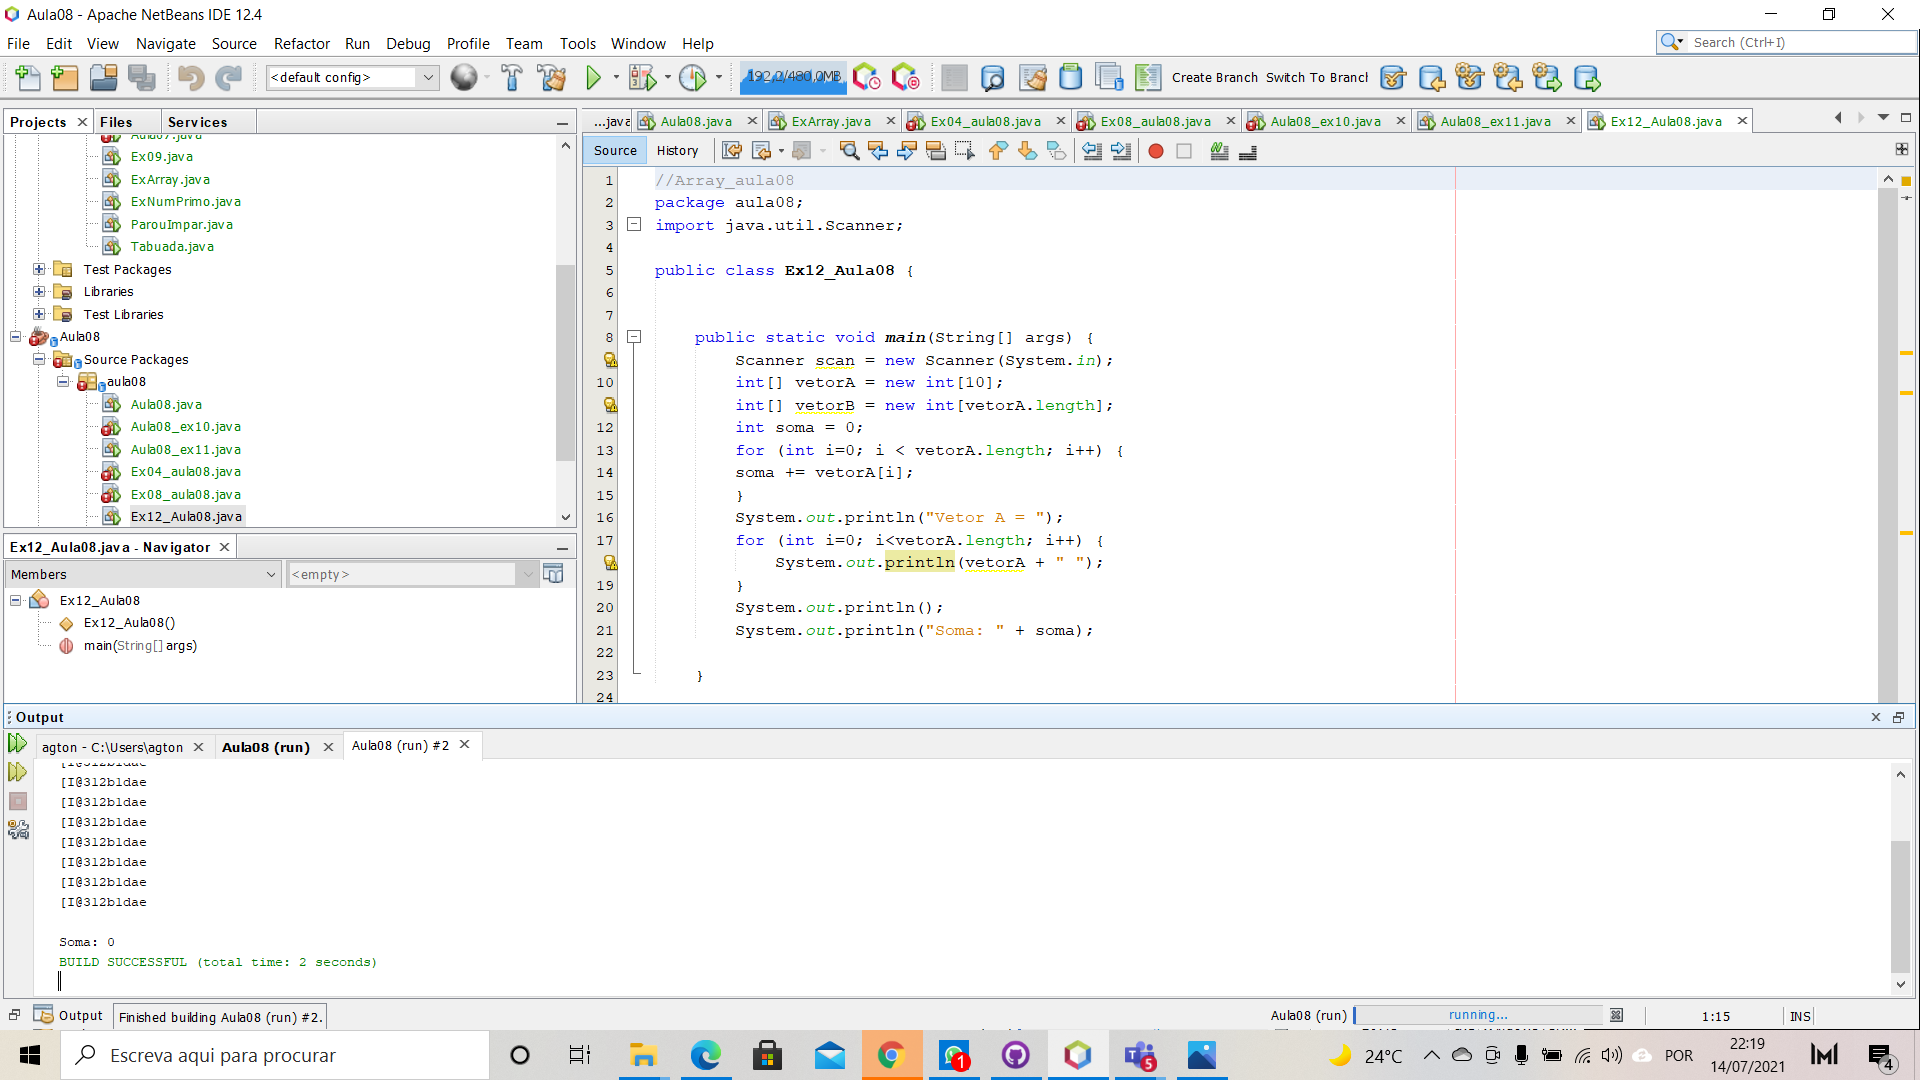 Aula08 - Apache NetBeans IDE 12.4
File Edit View Navigate Source Refactor Run Debug Profile Team Tools Window Help
Search (Ctrl+I)
<default config>
192,2/480,0MB
Create Branch Switch To Branch
Projects Files Services
Aula07.java
Ex09.java
ExArray.java
ExNumPrimo.java
ParouImpar.java
Tabuada.java
Test Packages
Libraries
Test Libraries
Aula08
Source Packages
aula08
Aula08.java
Aula08_ex10.java
Aula08_ex11.java
Ex04_aula08.java
Ex08_aula08.java
Ex12_Aula08.java
Ex12_Aula08.java - Navigator
Members <empty>
Ex12_Aula08
Ex12_Aula08()
main(String[] args)
...java Aula08.java ExArray.java Ex04_aula08.java Ex08_aula08.java Aula08_ex10.java Aula08_ex11.java Ex12_Aula08.java
Source History
1 //Array_aula08
2 package aula08;
3 import java.util.Scanner;
4
5 public class Ex12_Aula08 {
6
7
8 public static void main(String[] args) {
Scanner scan = new Scanner(System.in);
10 int[] vetorA = new int[10];
int[] vetorB = new int[vetorA.length];
12 int soma = 0;
13 for (int i=0; i < vetorA.length; i++) {
14 soma += vetorA[i];
15 }
16 System.out.println("Vetor A = ");
17 for (int i=0; i<vetorA.length; i++) {
System.out.println(vetorA + " ");
19 }
20 System.out.println();
21 System.out.println("Soma: " + soma);
22
23 }
24
Output
agton - C:\Users\agton Aula08 (run) Aula08 (run) #2
[I@312b1dae
[I@312b1dae
[I@312b1dae
[I@312b1dae
[I@312b1dae
[I@312b1dae
[I@312b1dae
[I@312b1dae
Soma: 0
BUILD SUCCESSFUL (total time: 2 seconds)
Output Finished building Aula08 (run) #2. Aula08 (run) running... 1:15 INS
Escreva aqui para procurar
1
5
24°C
POR
22:19
14/07/2021
4